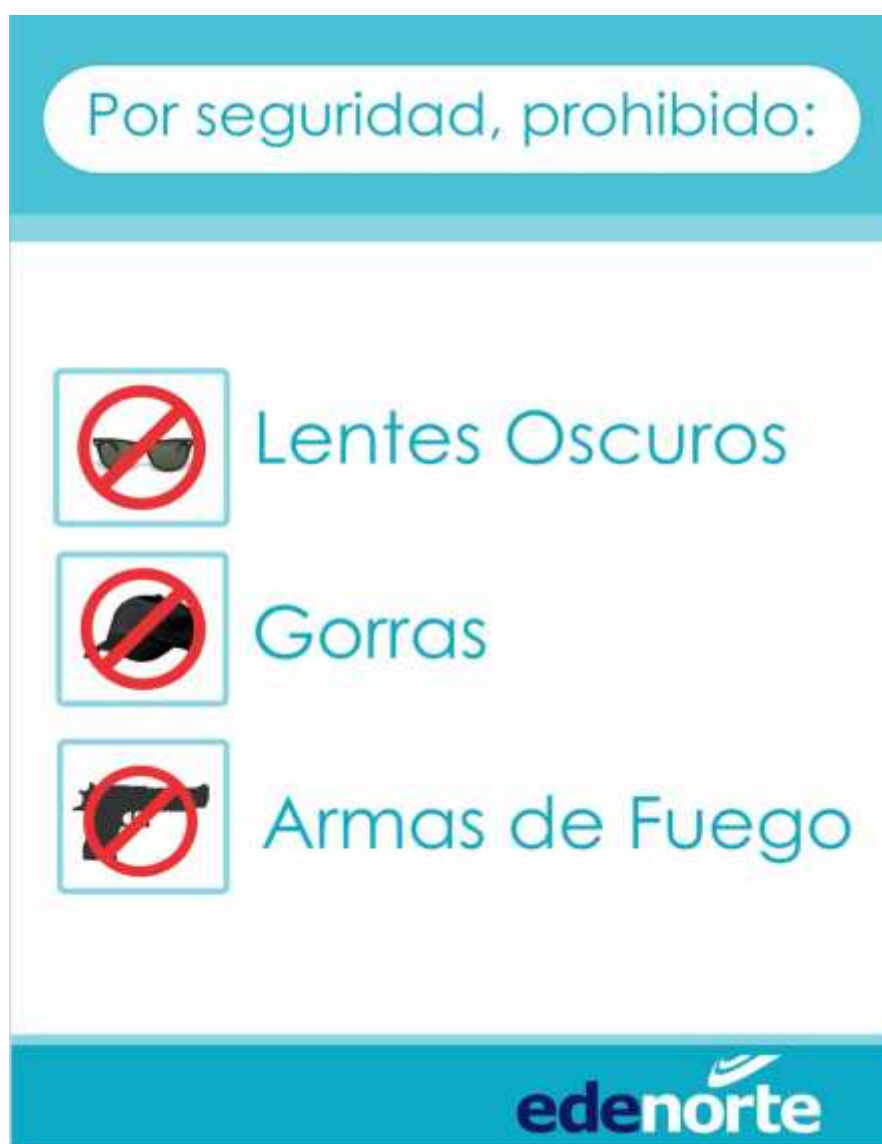 Por seguridad, prohibido:
Lentes Oscuros
Gorras
Armas de Fuego
edenorte